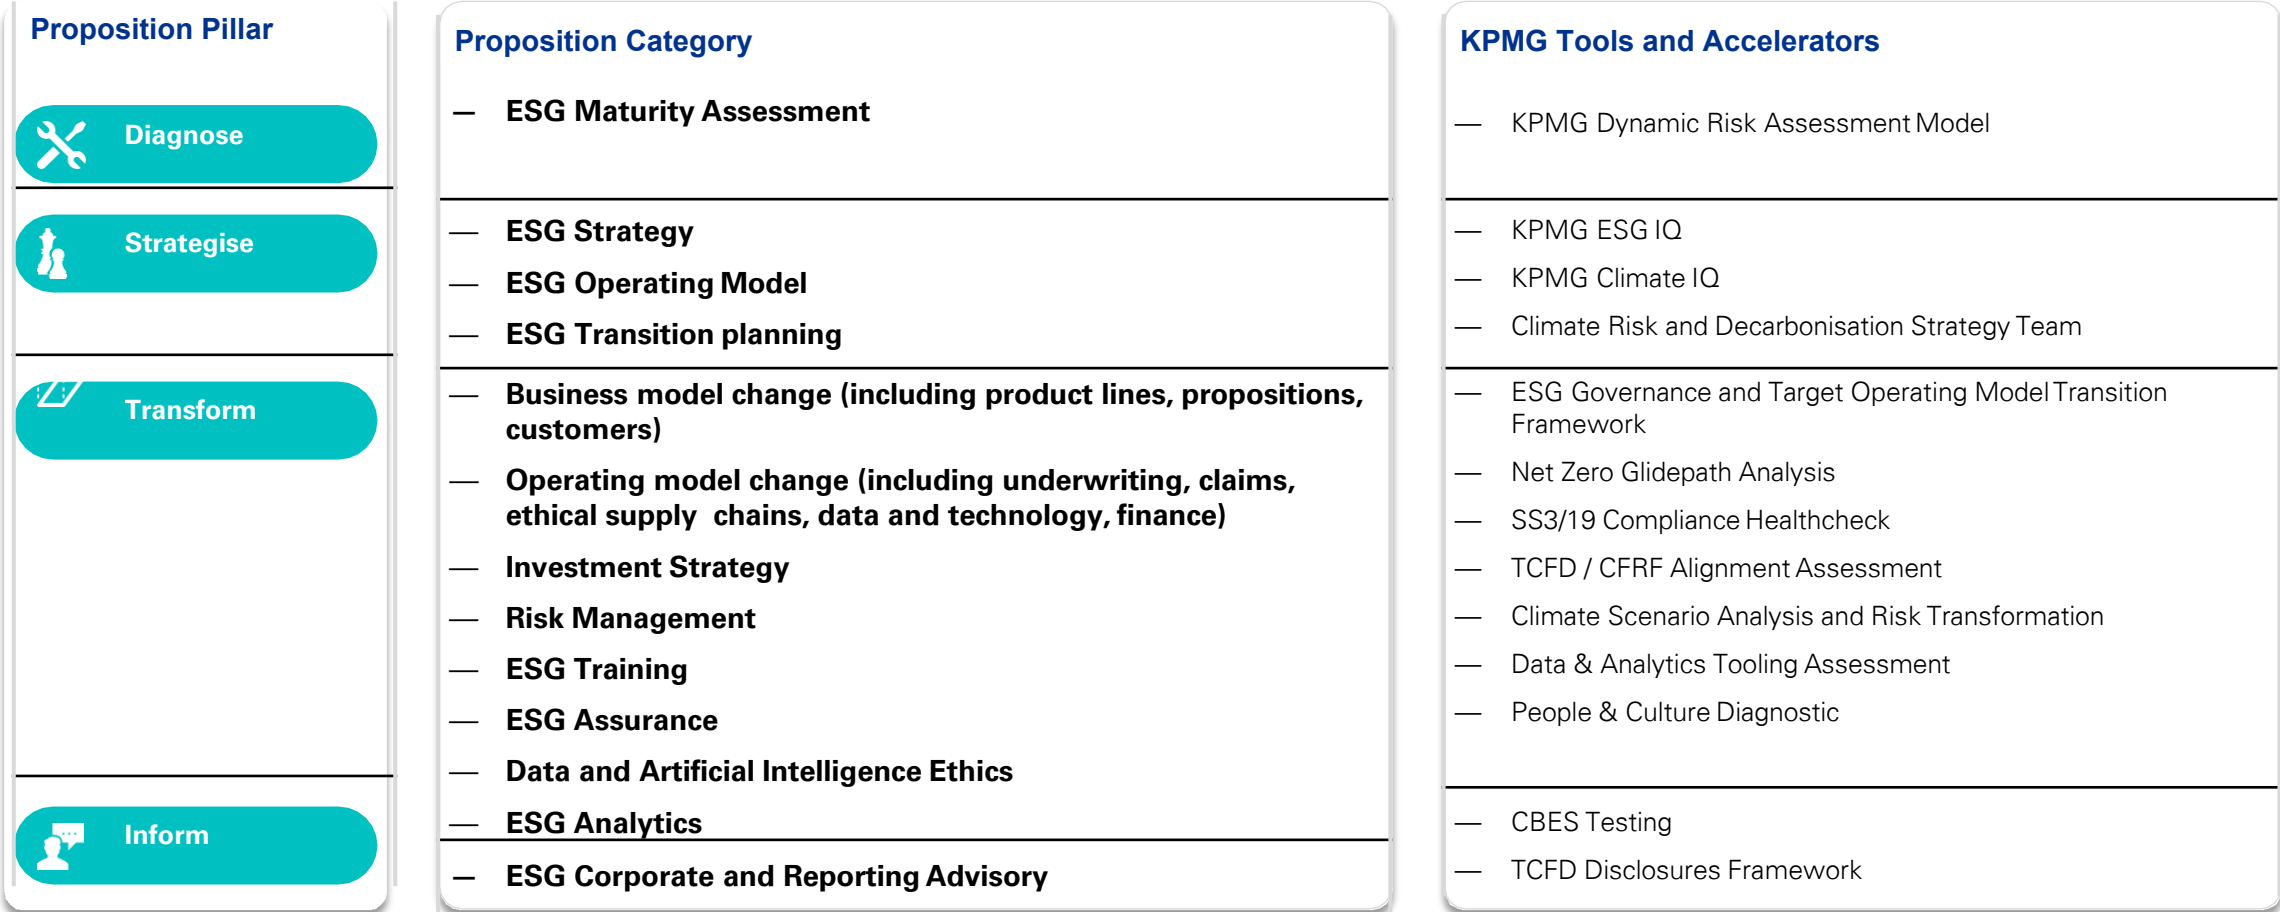 Proposition Pillar
Diagnose
Strategise
Transform
Inform
Proposition Category
— ESG Maturity Assessment
— ESG Strategy
— ESG Operating Model
— ESG Transition planning
— Business model change (including product lines, propositions,
customers)
— Operating model change (including underwriting, claims,
ethical supply chains, data and technology, finance)
— Investment Strategy
— Risk Management
— ESG Training
— ESG Assurance
— Data and Artificial Intelligence Ethics
— ESG Analytics
— ESG Corporate and Reporting Advisory
KPMG Tools and Accelerators
— KPMG Dynamic Risk Assessment Model
— KPMG ESG IQ
— KPMG Climate IQ
— Climate Risk and Decarbonisation Strategy Team
— ESG Governance and Target Operating Model Transition
Framework
— Net Zero Glidepath Analysis
— SS3/19 Compliance Healthcheck
— TCFD / CFRF Alignment Assessment
— Climate Scenario Analysis and Risk Transformation
— Data & Analytics Tooling Assessment
— People & Culture Diagnostic
— CBES Testing
— TCFD Disclosures Framework